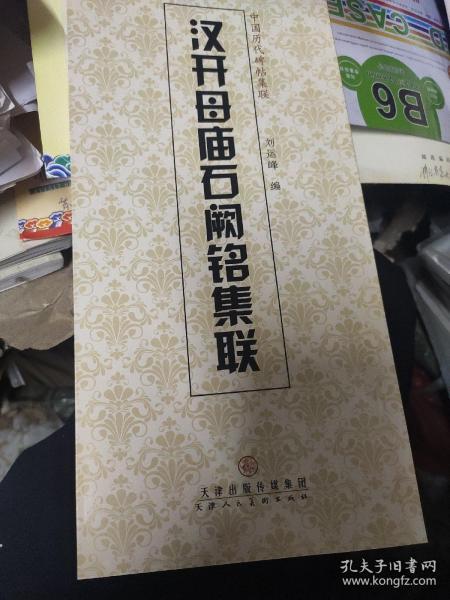 中国历代碑帖集联
汉开母庙石阙铭集联
刘运峰 编
天津出版传媒集团
天津人民美术出版社
CASE
B6
孔夫子旧书网
www.kongfz.com